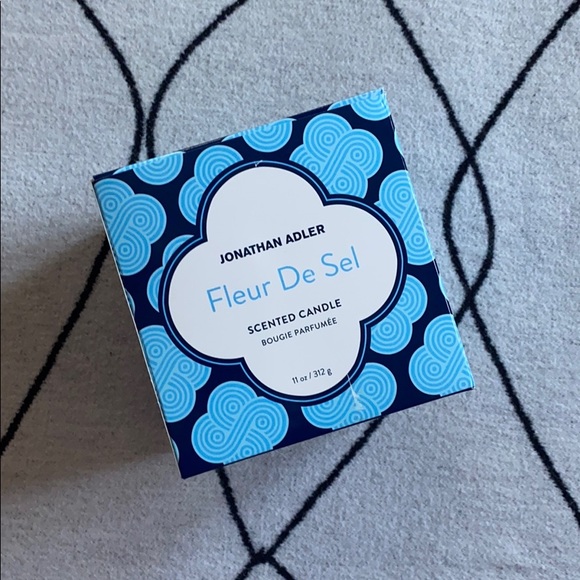 JONATHAN ADLER
Fleur De Sel
SCENTED CANDLE
BOUGIE PARFUMÉE
11 oz / 312 g